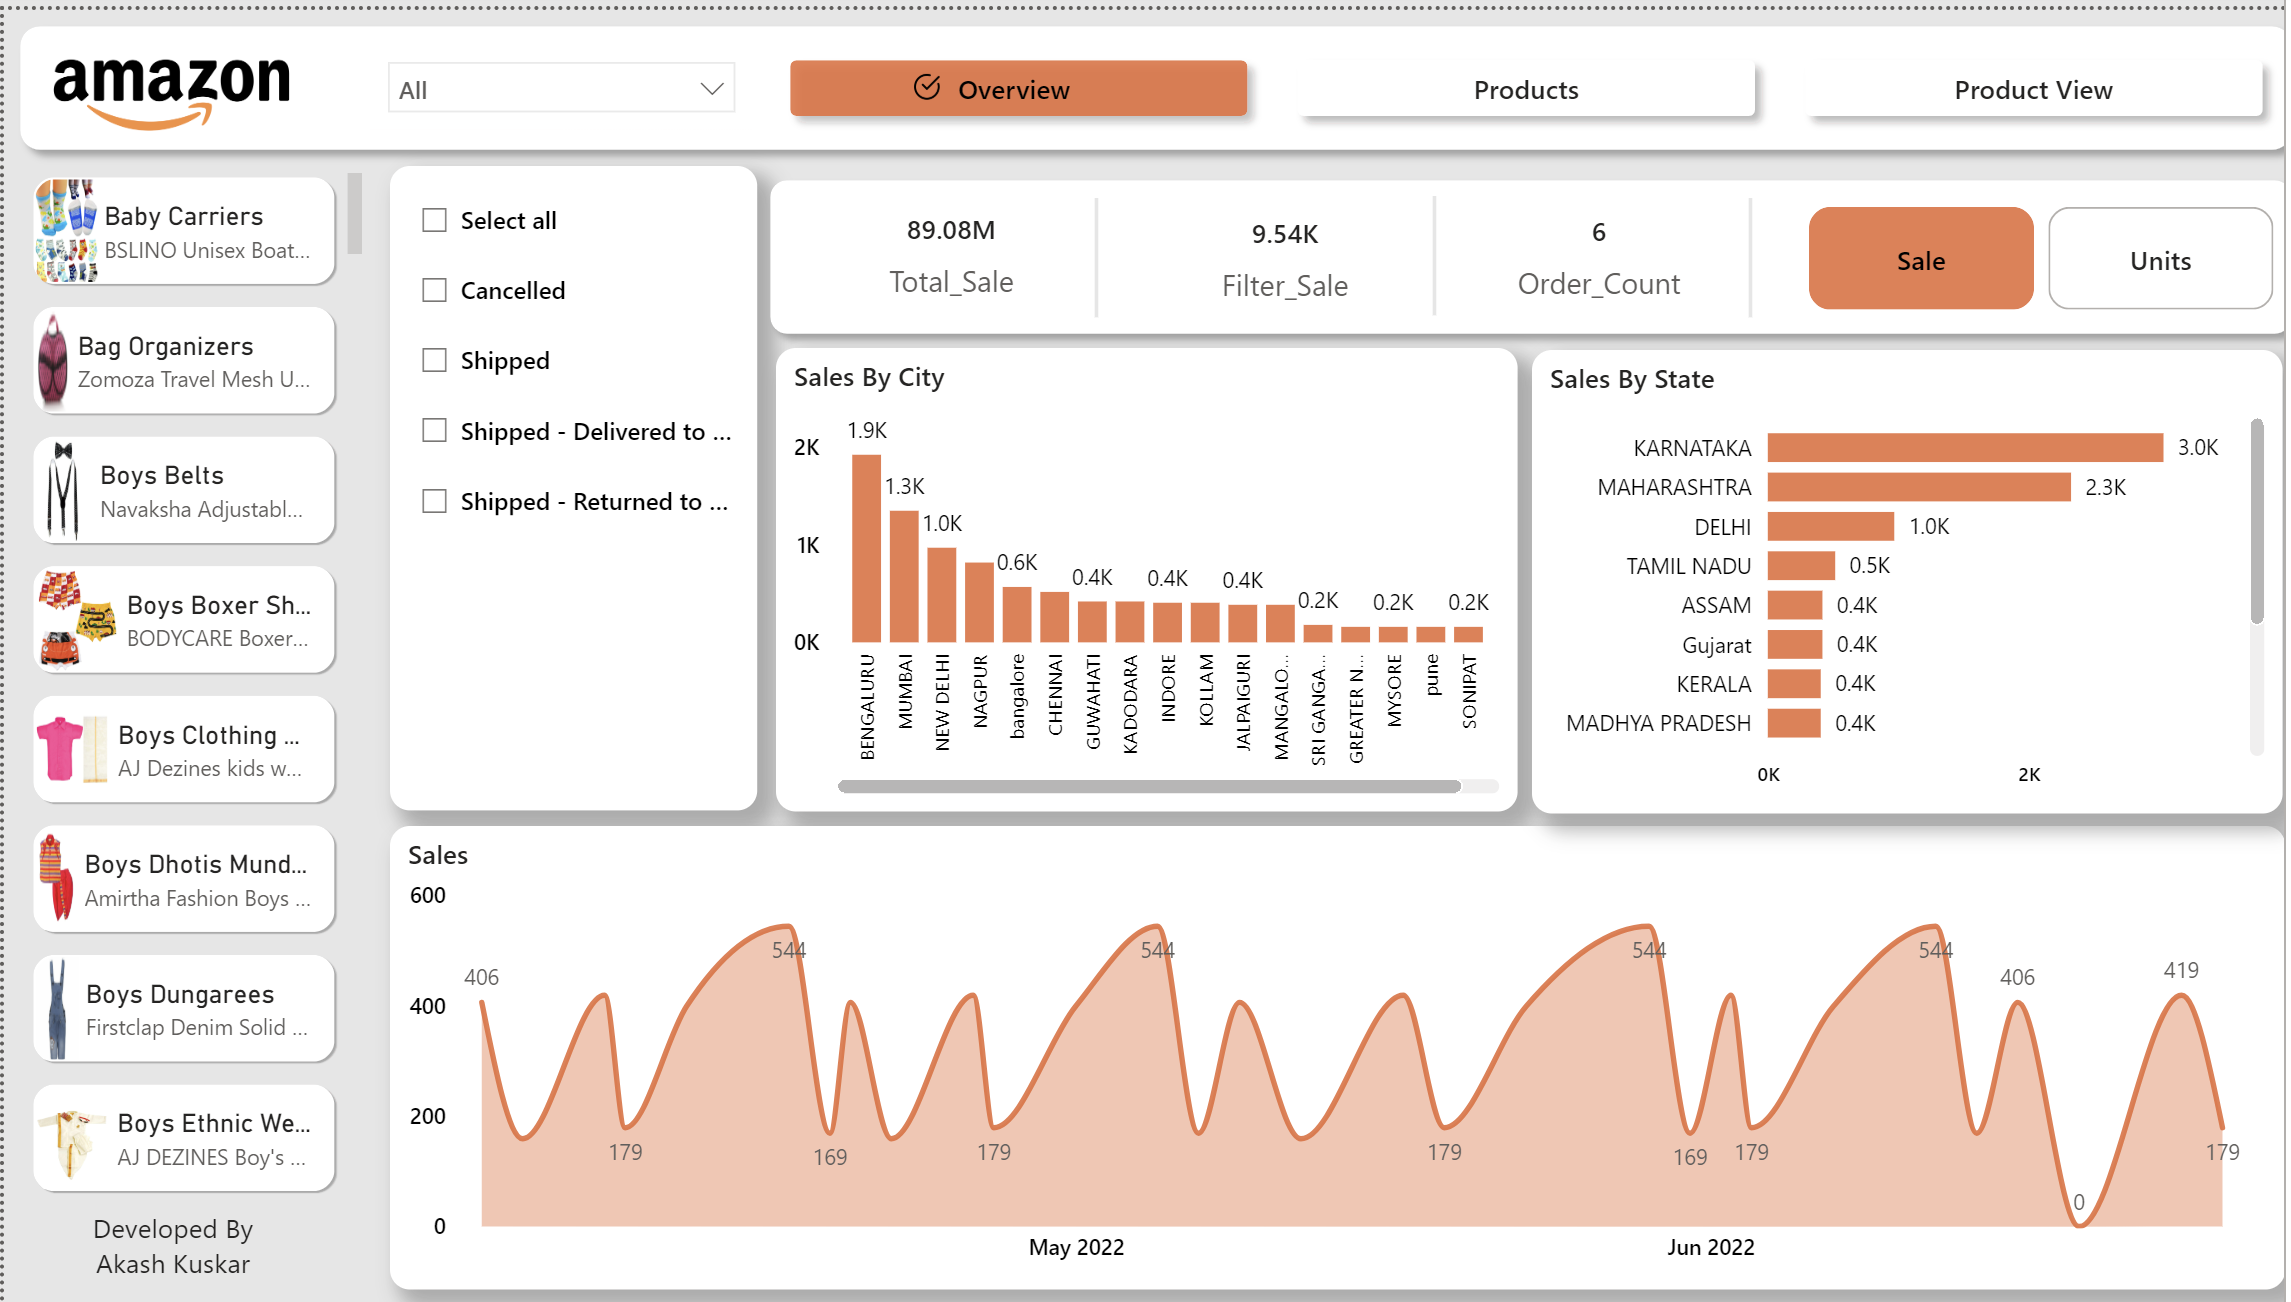 amazon
All
Overview
Products
Product View
Baby Carriers
BSLINO Unisex Boat...
Bag Organizers
Zomoza Travel Mesh U...
Boys Belts
Navaksha Adjustabl...
Boys Boxer Sh...
BODYCARE Boxer...
Boys Clothing ...
AJ Dezines kids w...
Boys Dhotis Mund...
Amirtha Fashion Boys ...
Boys Dungarees
Firstclap Denim Solid ...
Boys Ethnic We...
AJ DEZINES Boy's ...
Developed By
Akash Kuskar
Select all
Cancelled
Shipped
Shipped - Delivered to ...
Shipped - Returned to ...
89.08M
Total_Sale
9.54K
Filter_Sale
6
Order_Count
Sale
Units
Sales By City
2K
1K
0K
1.9K
1.3K
1.0K
0.6K
0.4K
0.4K
0.4K
0.2K
0.2K
0.2K
BENGALURU
MUMBAI
NEW DELHI
NAGPUR
bangalore
CHENNAI
GUWAHATI
KADODARA
INDORE
KOLLAM
JALPAIGURI
MANGALO...
SRI GANGA...
GREATER N...
MYSORE
pune
SONIPAT
Sales By State
KARNATAKA 3.0K
MAHARASHTRA 2.3K
DELHI 1.0K
TAMIL NADU 0.5K
ASSAM 0.4K
Gujarat 0.4K
KERALA 0.4K
MADHYA PRADESH 0.4K
0K 2K
Sales
600
400
200
0
406
179
544
169
179
544
179
544
169
179
544
406
0
419
179
May 2022
Jun 2022